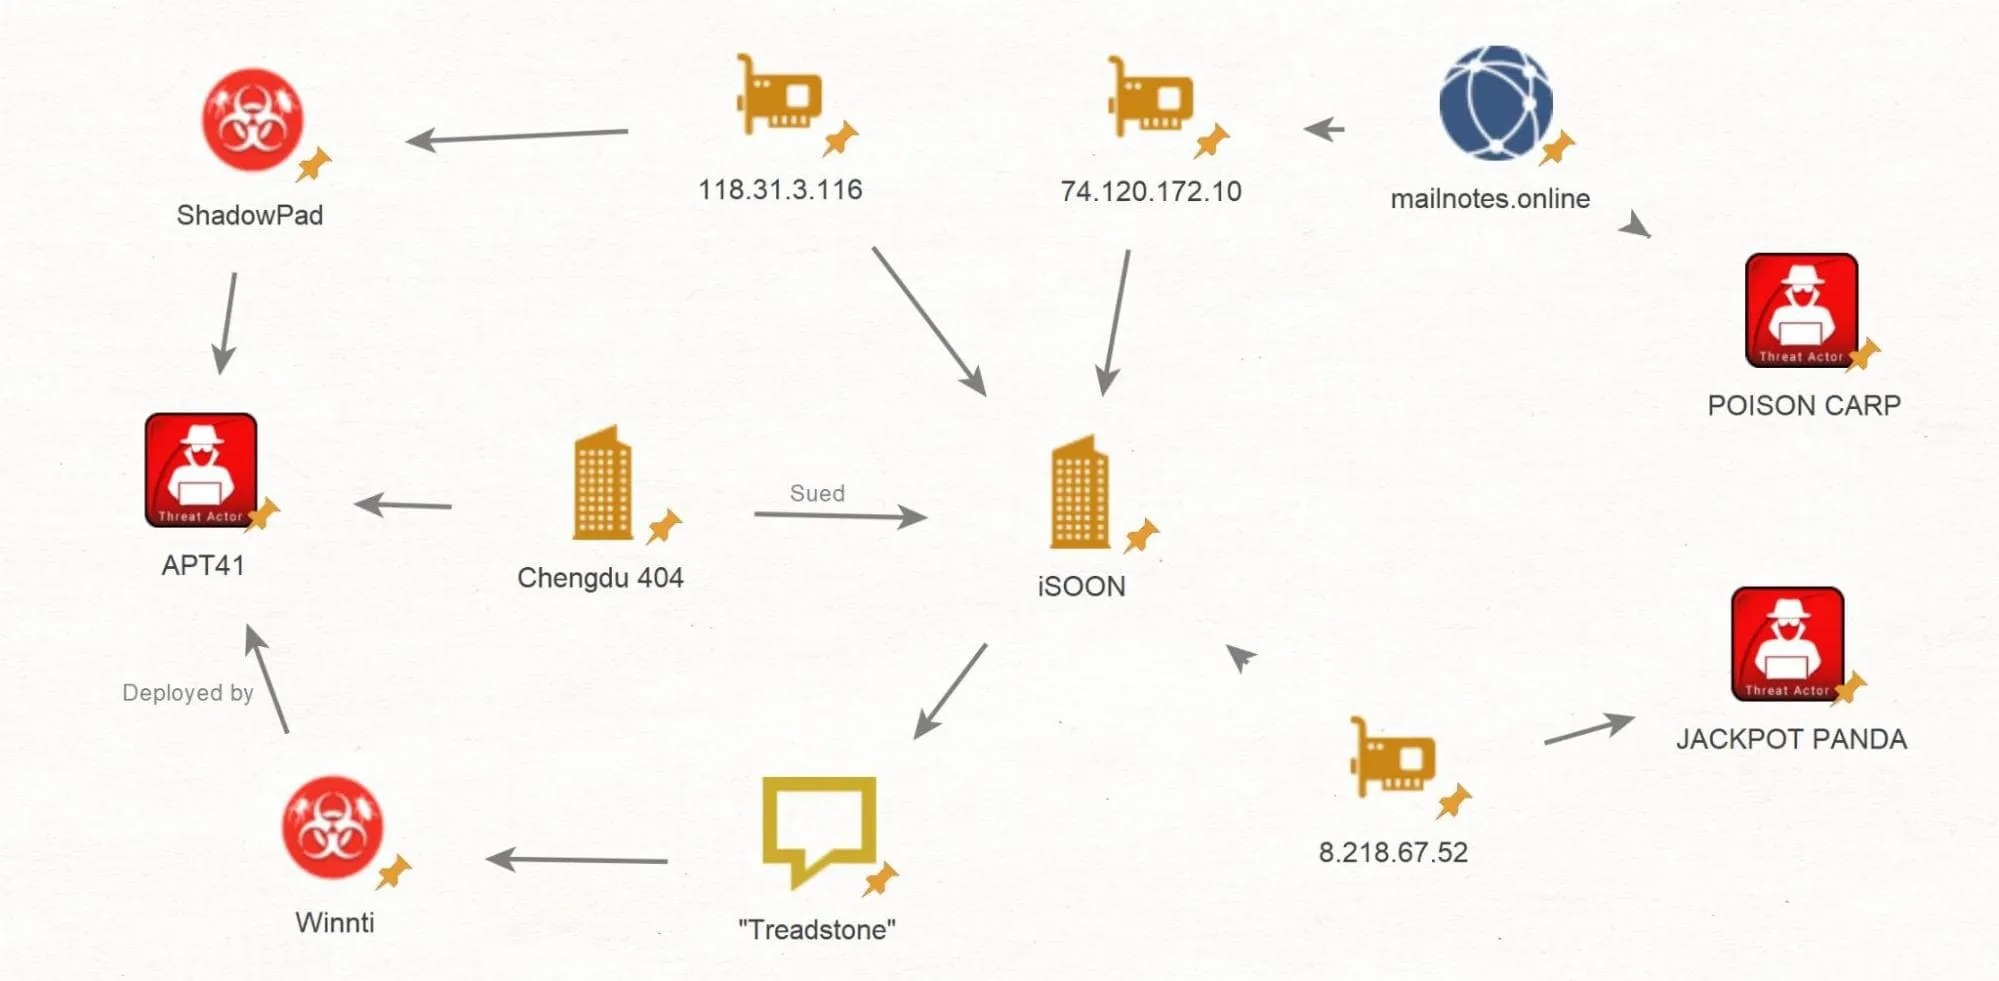 118.31.3.116
74.120.172.10
mailnotes.online
ShadowPad
Threat Actor
POISON CARP
Threat Actor
APT41
Chengdu 404
Sued
iSOON
Deployed by
Threat Actor
JACKPOT PANDA
8.218.67.52
Winnti
"Treadstone"